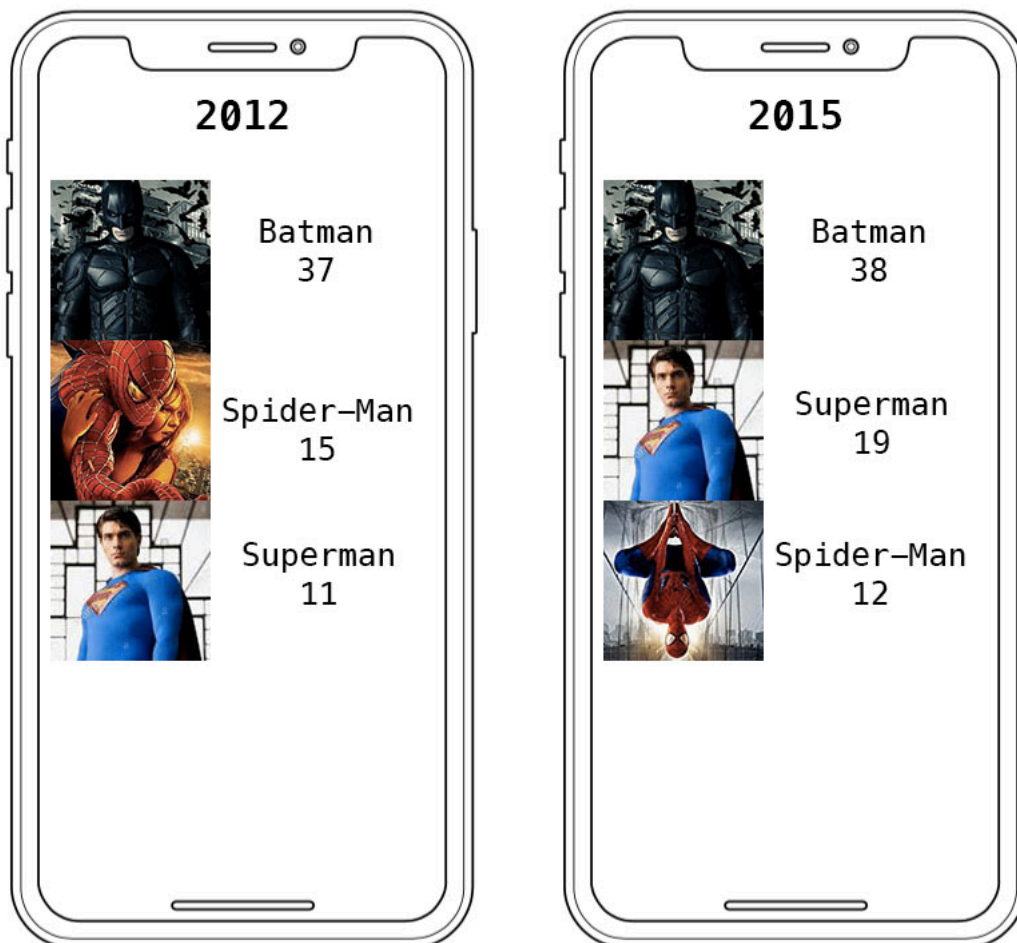 2012
Batman
37
Spider–Man
15
Superman
11
2015
Batman
38
Superman
19
Spider–Man
12